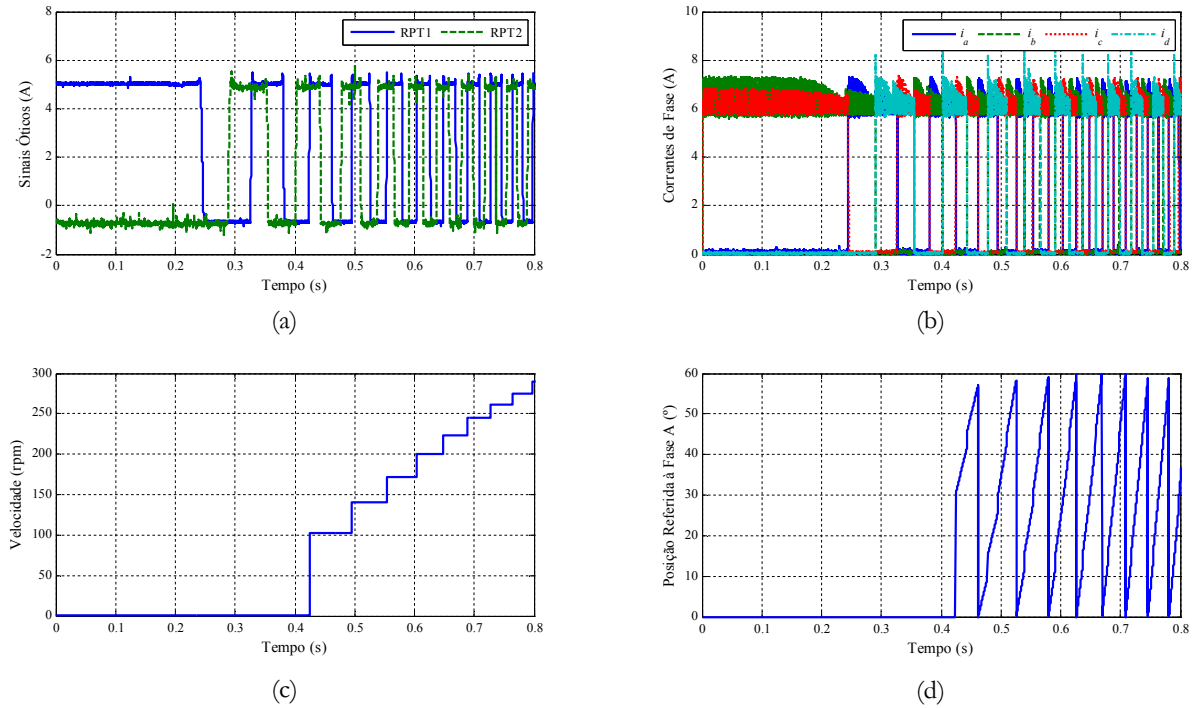 8
6
4
2
0
-2
0 0.1 0.2 0.3 0.4 0.5 0.6 0.7 0.8
Sinais Óticos (A)
Tempo (s)
RPT1 RPT2
(a)
10
8
6
4
2
0
0 0.1 0.2 0.3 0.4 0.5 0.6 0.7 0.8
Correntes de Fase (A)
Tempo (s)
ia ib ic id
(b)
300
250
200
150
100
50
0
0 0.1 0.2 0.3 0.4 0.5 0.6 0.7 0.8
Velocidade (rpm)
Tempo (s)
(c)
60
50
40
30
20
10
0
0 0.1 0.2 0.3 0.4 0.5 0.6 0.7 0.8
Posição Referida à Fase A (º)
Tempo (s)
(d)